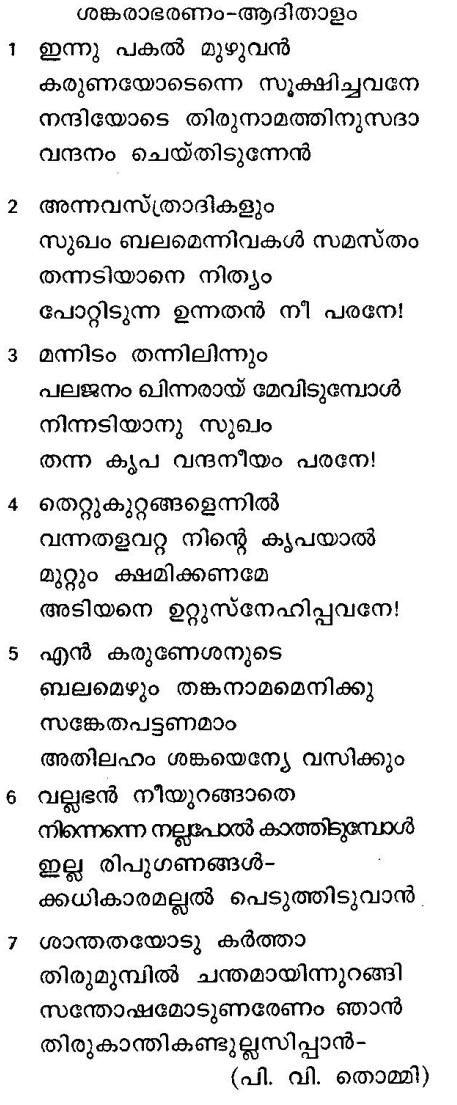 ശങ്കരാഭരണം-ആദിതാളം
1 ഇന്നു പകൽ മുഴുവൻ
കരുണയോടെന്നെ സൂക്ഷിച്ചവനേ
നന്ദിയോടെ തിരുനാമത്തിനുസദാ
വന്ദനം ചെയ്തിടുന്നേൻ
2 അന്നവസ്ത്രാദികളും
സുഖം ബലമെന്നിവകൾ സമസ്തം
തന്നടിയാനെ നിത്യം
പോറ്റിടുന്ന ഉന്നതൻ നീ പരനേ!
3 മന്നിടം തന്നിലിന്നും
പലജനം ഖിന്നരായ് മേവിടുമ്പോൾ
നിന്നടിയാനു സുഖം
തന്ന കൃപ വന്ദനീയം പരനേ!
4 തെറ്റുകുറ്റങ്ങളെന്നിൽ
വന്നതളവറ്റ നിന്റെ കൃപയാൽ
മുറ്റും ക്ഷമിക്കണമേ
അടിയനെ ഉറ്റുസ്നേഹിപ്പവനേ!
5 എൻ കരുണേശനുടെ
ബലമെഴും തങ്കനാമമെനിക്കു
സങ്കേതപട്ടണമാം
അതിലഹം ശങ്കയെന്യേ വസിക്കും
6 വല്ലഭൻ നീയുറങ്ങാതെ
നിന്നെന്നെ നല്ലപോൽ കാത്തിടുമ്പോൾ
ഇല്ല രിപുഗണങ്ങൾ-
ക്കധികാരമല്ലൽ പെടുത്തിടുവാൻ
7 ശാന്തതയോടു കർത്താ
തിരുമുമ്പിൽ ചന്തമായിന്നുറങ്ങി
സന്തോഷമോടുണരേണം ഞാൻ
തിരുകാന്തികണ്ടുല്ലസിപ്പാൻ-
(പി. വി. തൊമ്മി)